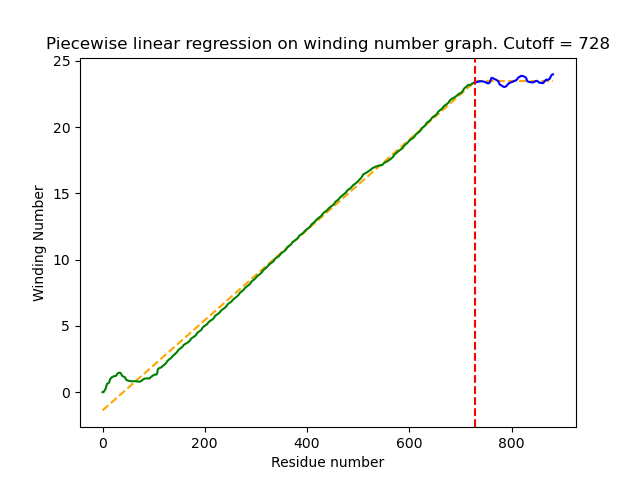 Piecewise linear regression on winding number graph. Cutoff = 728
25
20
15
10
5
0
Winding Number
0 200 400 600 800
Residue number